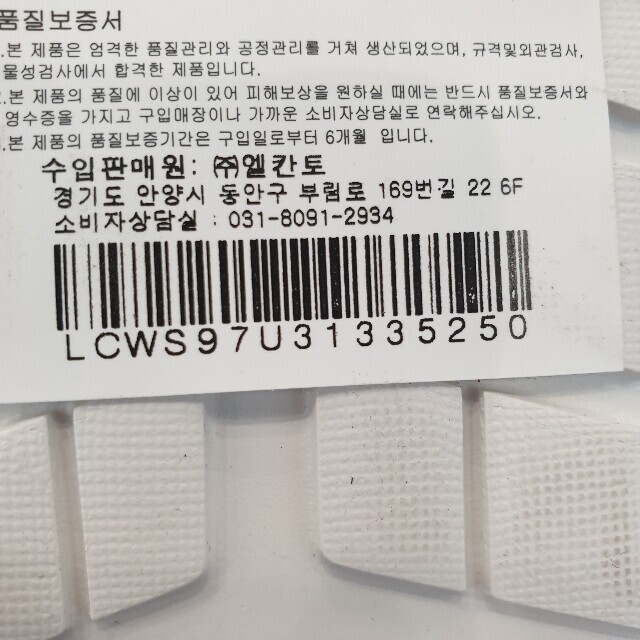 품질보증서
.본 제품은 엄격한 품질관리와 공정관리를 거쳐 생산되었으며, 규격및외관검사,
물성검사에서 합격한 제품입니다.
.본 제품의 품질에 이상이 있어 피해보상을 원하실 때에는 반드시 품질보증서와
영수증을 가지고 구입매장이나 가까운 소비자상담실로 연락해주십시오.
.본 제품의 품질보증기간은 구입일로부터 6개월 입니다.
수입판매원: ㈜엘칸토
경기도 안양시 동안구 부림로 169번길 22 6F
소비자상담실 : 031-8091-2934
LCWS97U31335250